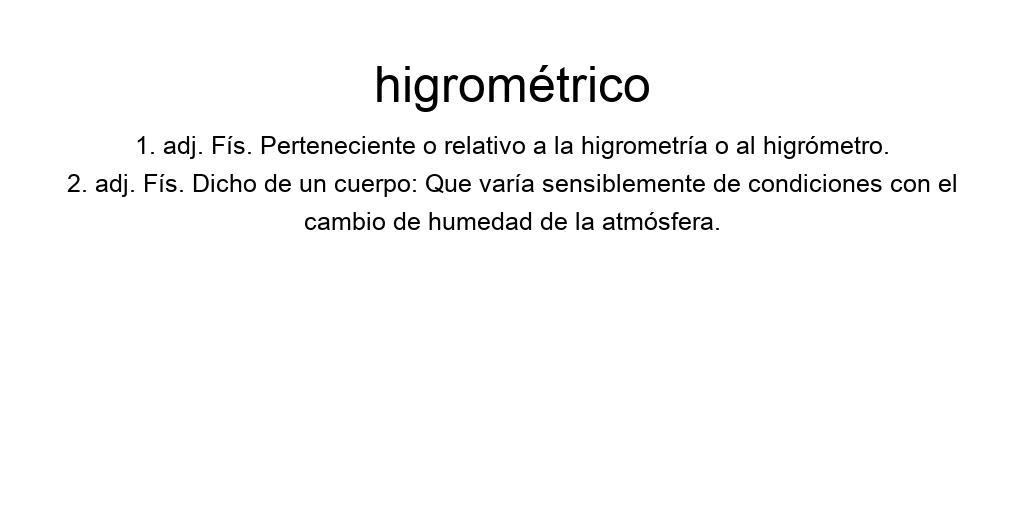 higrométrico
1. adj. Fís. Perteneciente o relativo a la higrometría o al higrómetro.
2. adj. Fís. Dicho de un cuerpo: Que varía sensiblemente de condiciones con el
cambio de humedad de la atmósfera.